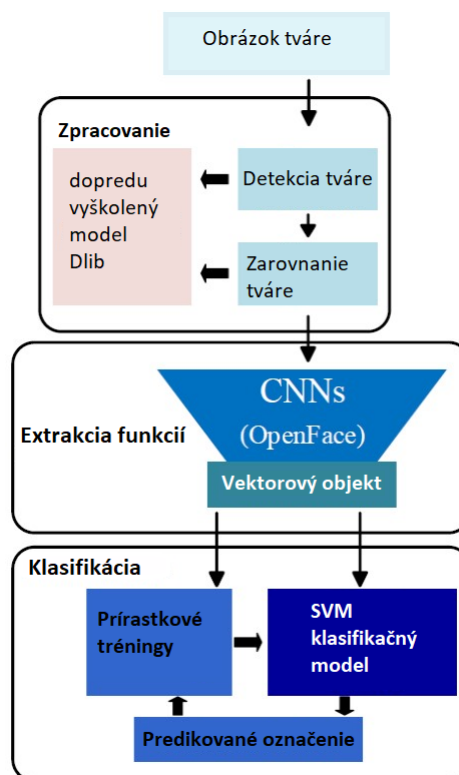 Obrázok tváre
Zpracovanie
dopredu
vyškolený
model
Dlib
Detekcia tváre
Zarovnanie
tváre
CNNs
(OpenFace)
Extrakcia funkcií
Vektorový objekt
Klasifikácia
Prírastkové
tréningy
SVM
klasifikačný
model
Predikované označenie